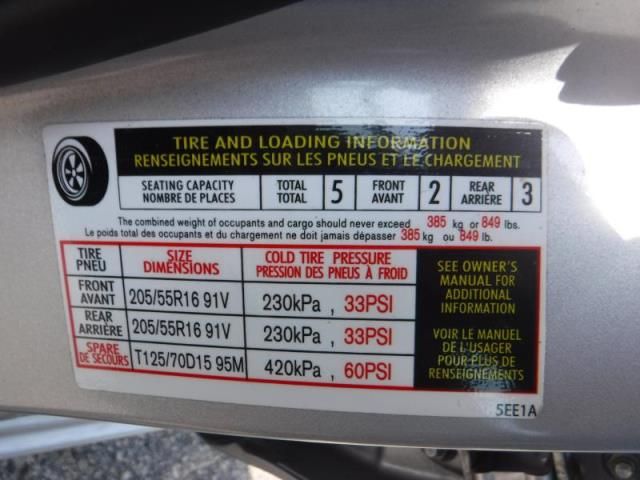 TIRE AND LOADING INFORMATION
RENSEIGNEMENTS SUR LES PNEUS ET LE CHARGEMENT
SEATING CAPACITY TOTAL 5 FRONT 2 REAR 3
NOMBRE DE PLACES TOTAL AVANT ARRIÈRE
The combined weight of occupants and cargo should never exceed 385 kg or 849 lbs.
Le poids total des occupants et du chargement ne doit jamais dépasser 385 kg ou 849 lb.
TIRE SIZE COLD TIRE PRESSURE
PNEU DIMENSIONS PRESSION DES PNEUS À FROID
FRONT
AVANT 205/55R16 91V 230kPa , 33PSI
REAR
ARRIÈRE 205/55R16 91V 230kPa , 33PSI
SPARE
DE SECOURS T125/70D15 95M 420kPa , 60PSI
SEE OWNER'S
MANUAL FOR
ADDITIONAL
INFORMATION
VOIR LE MANUEL
DE L'USAGER
POUR PLUS DE
RENSEIGNEMENTS
5EE1A